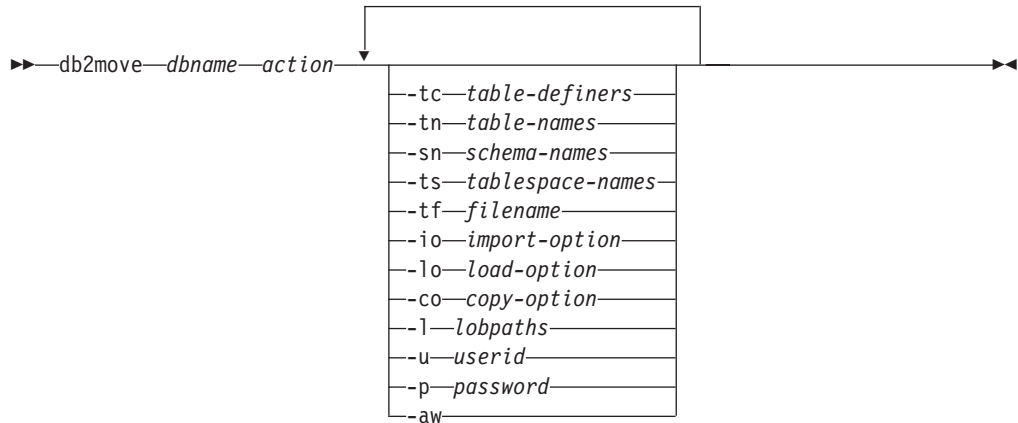 db2move dbname action
-tc table-definers
-tn table-names
-sn schema-names
-ts tablespace-names
-tf filename
-io import-option
-lo load-option
-co copy-option
-l lobpaths
-u userid
-p password
-aw